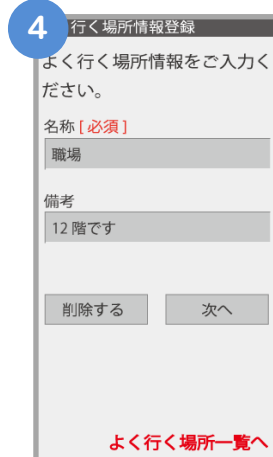 4
行く場所情報登録
よく行く場所情報をご入力く
ださい。
名称 [ 必須 ]
職場
備考
12 階です
削除する 次へ
よく行く場所一覧へ